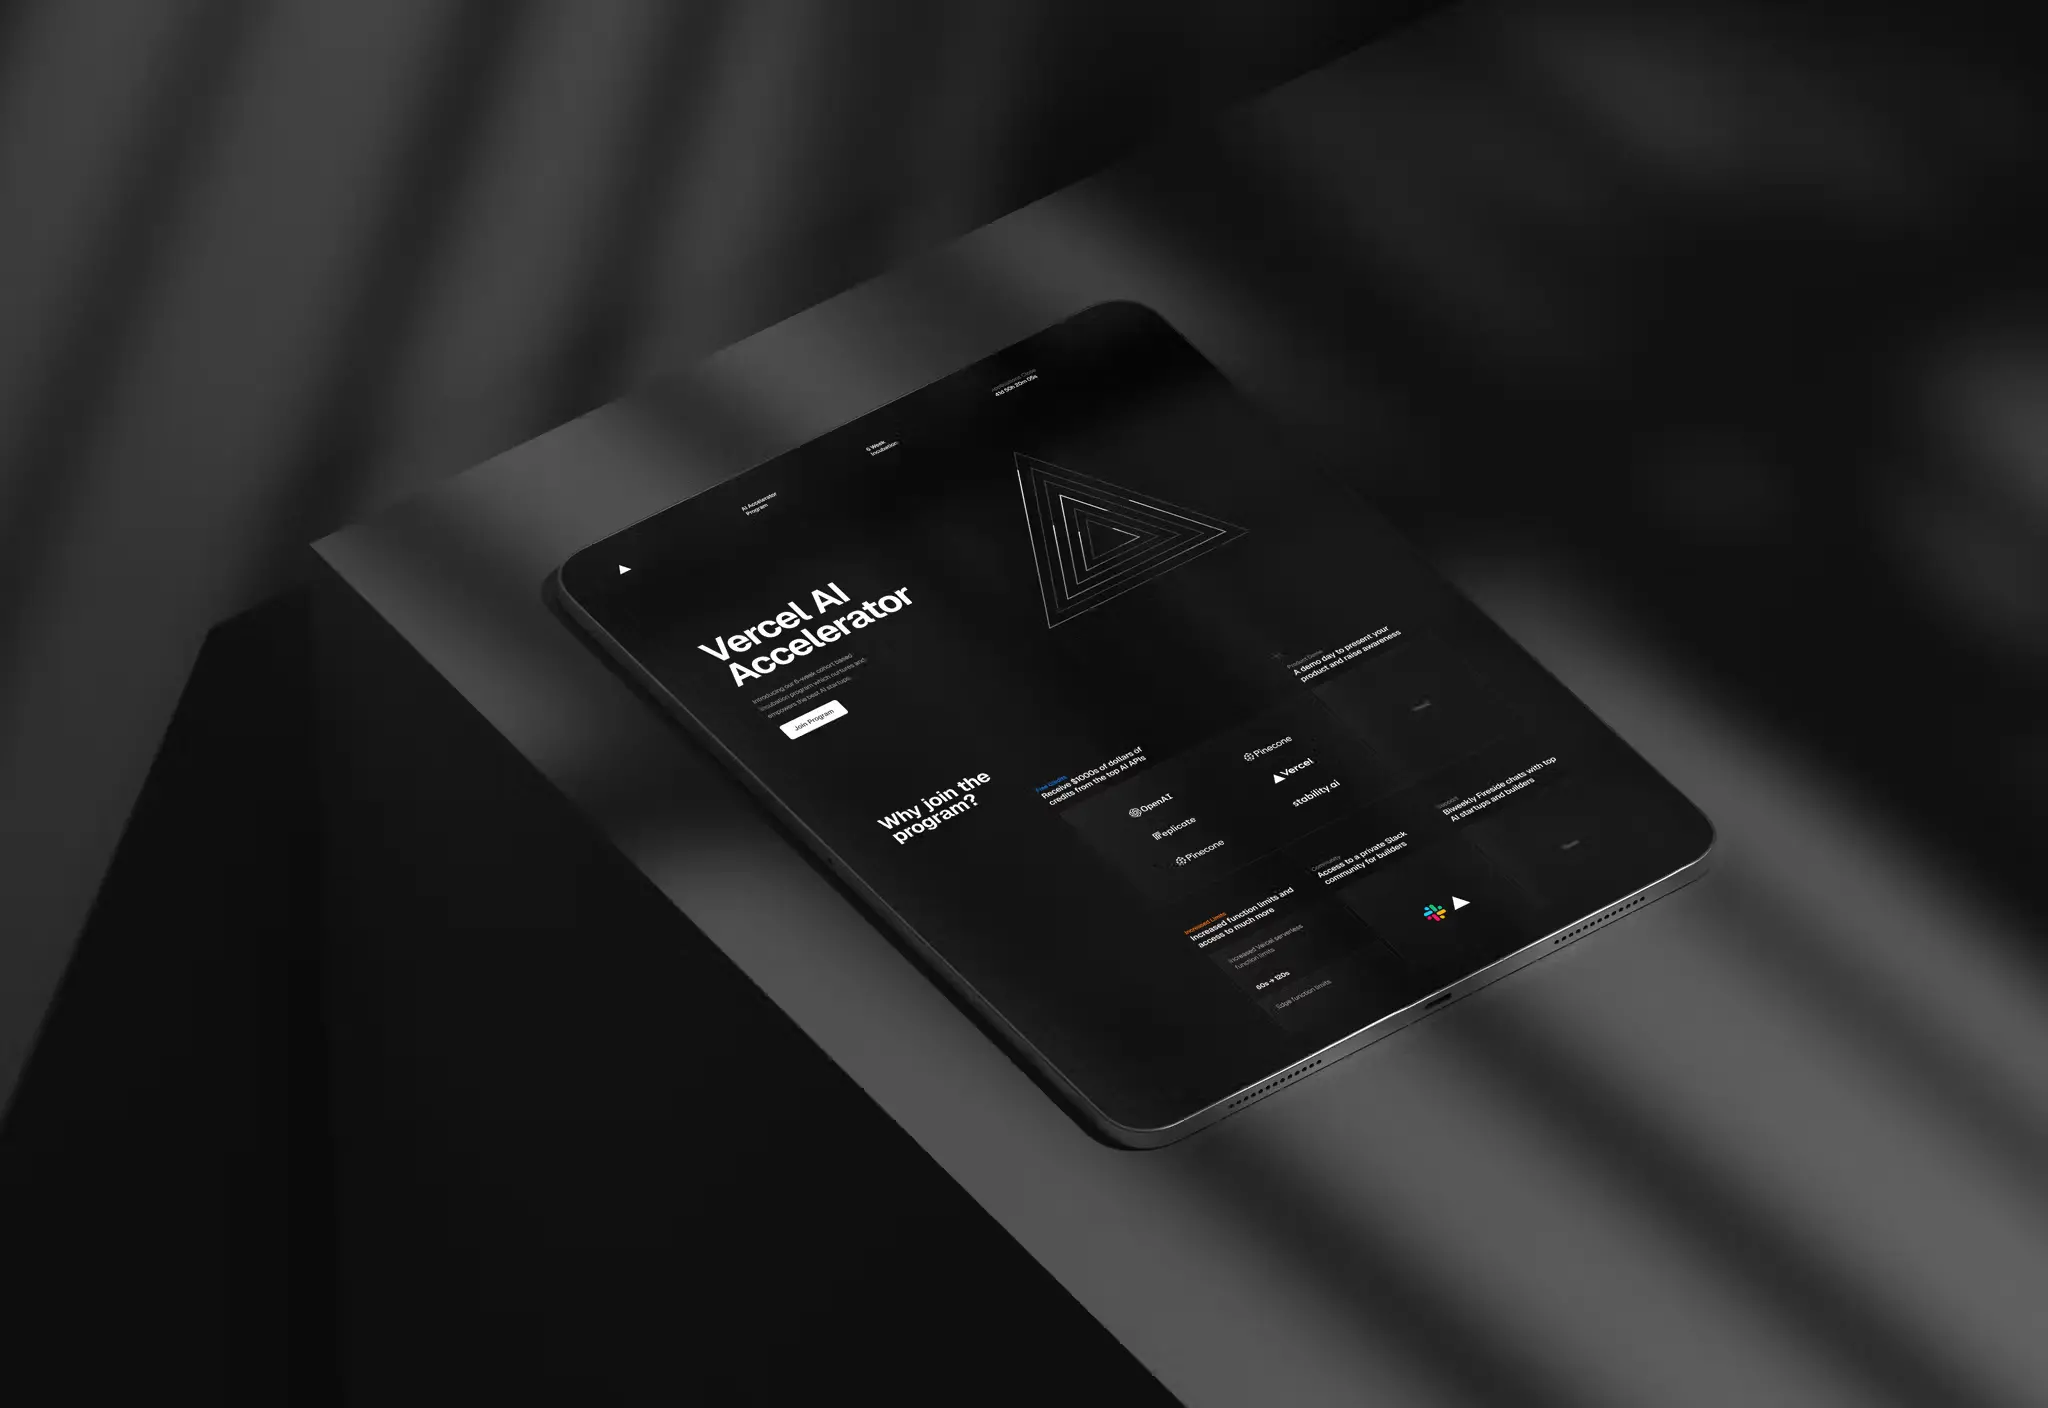 AI Accelerator
Program
6 Week
Incubation
Applications Close
41d 50h 20m 05s
Vercel AI
Accelerator
Introducing our 6-week cohort based
incubation program which nurtures and
empowers the best AI startups.
Join Program
Why join the
program?
Free Credits
Receive $1000s of dollars of
credits from the top AI APIs
OpenAI
Replicate
Pinecone
Pinecone
Vercel
stability.ai
Product Demo
A demo day to present your
product and raise awareness
Increased Limits
Increased function limits and
access to much more
Increased Vercel serverless
function limits
60s → 120s
Edge function limits
Community
Access to a private Slack
community for builders
Support
Biweekly Fireside chats with top
AI startups and builders